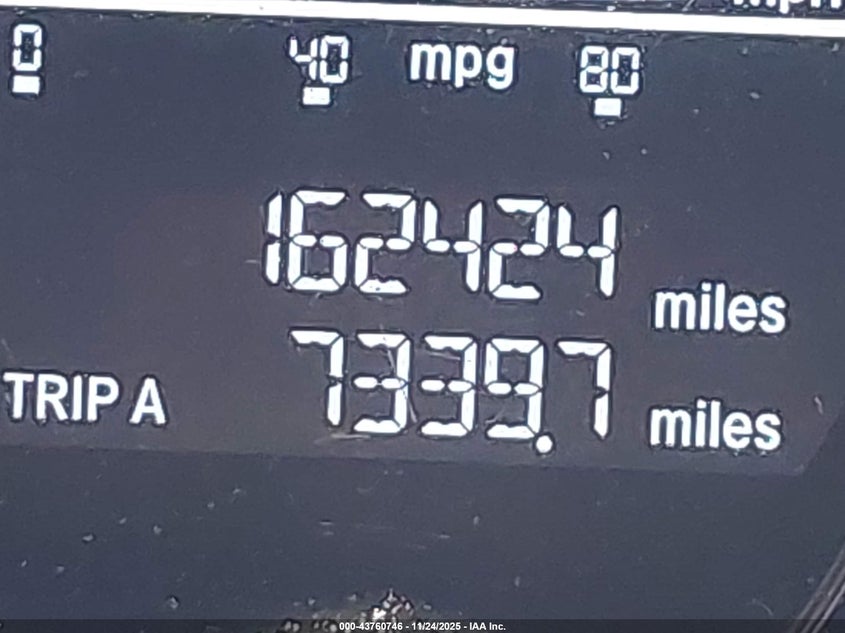 0 40 mpg 80
162424 miles
TRIP A 7339.7 miles
000-43760746 - 11/24/2025 - IAA Inc.